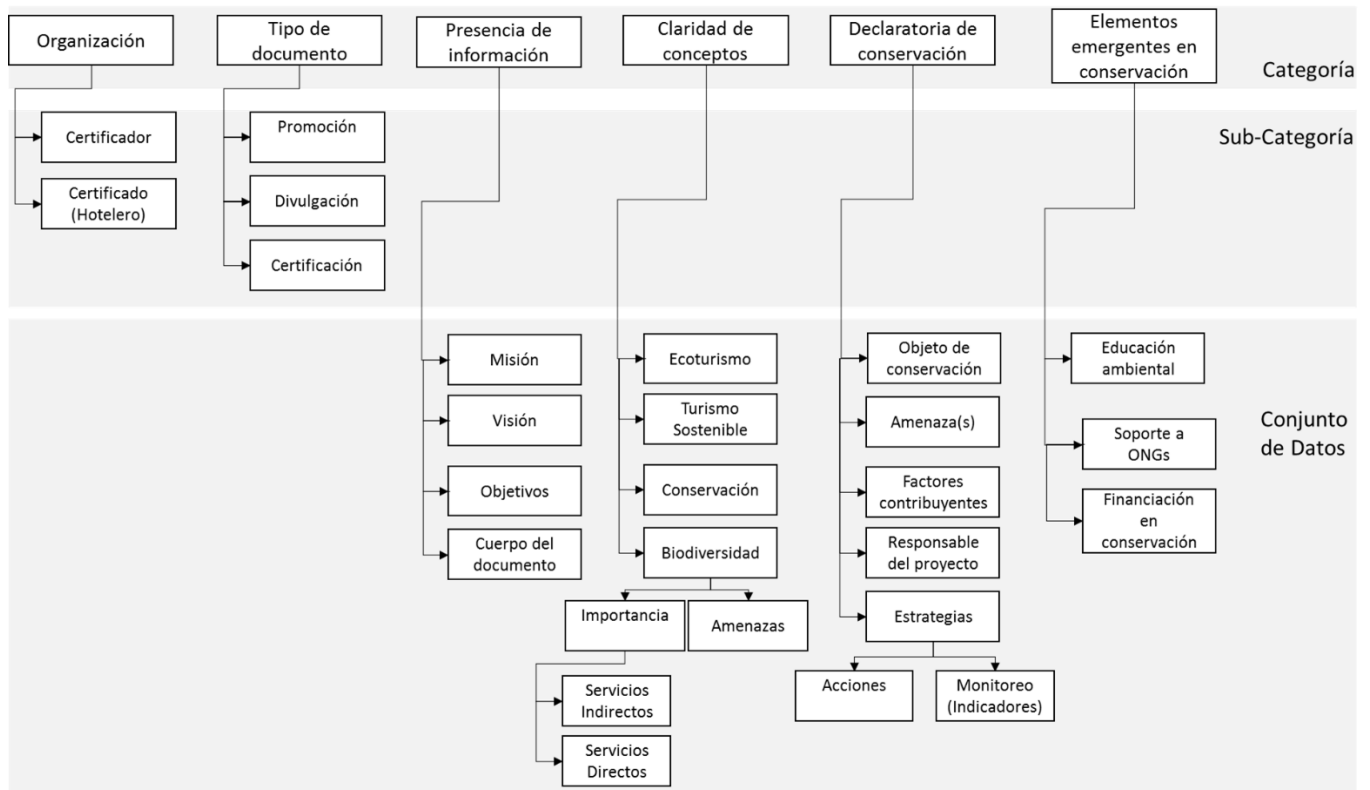 Organización
Tipo de
documento
Presencia de
información
Claridad de
conceptos
Declaratoria de
conservación
Elementos
emergentes en
conservación
Categoría
Certificador
Certificado
(Hotelero)
Promoción
Divulgación
Certificación
Sub-Categoría
Misión
Visión
Objetivos
Cuerpo del
documento
Ecoturismo
Turismo
Sostenible
Conservación
Biodiversidad
Importancia
Amenazas
Servicios
Indirectos
Servicios
Directos
Objeto de
conservación
Amenaza(s)
Factores
contribuyentes
Responsable
del proyecto
Estrategias
Acciones
Monitoreo
(Indicadores)
Educación
ambiental
Soporte a
ONGs
Financiación
en
conservación
Conjunto
de Datos